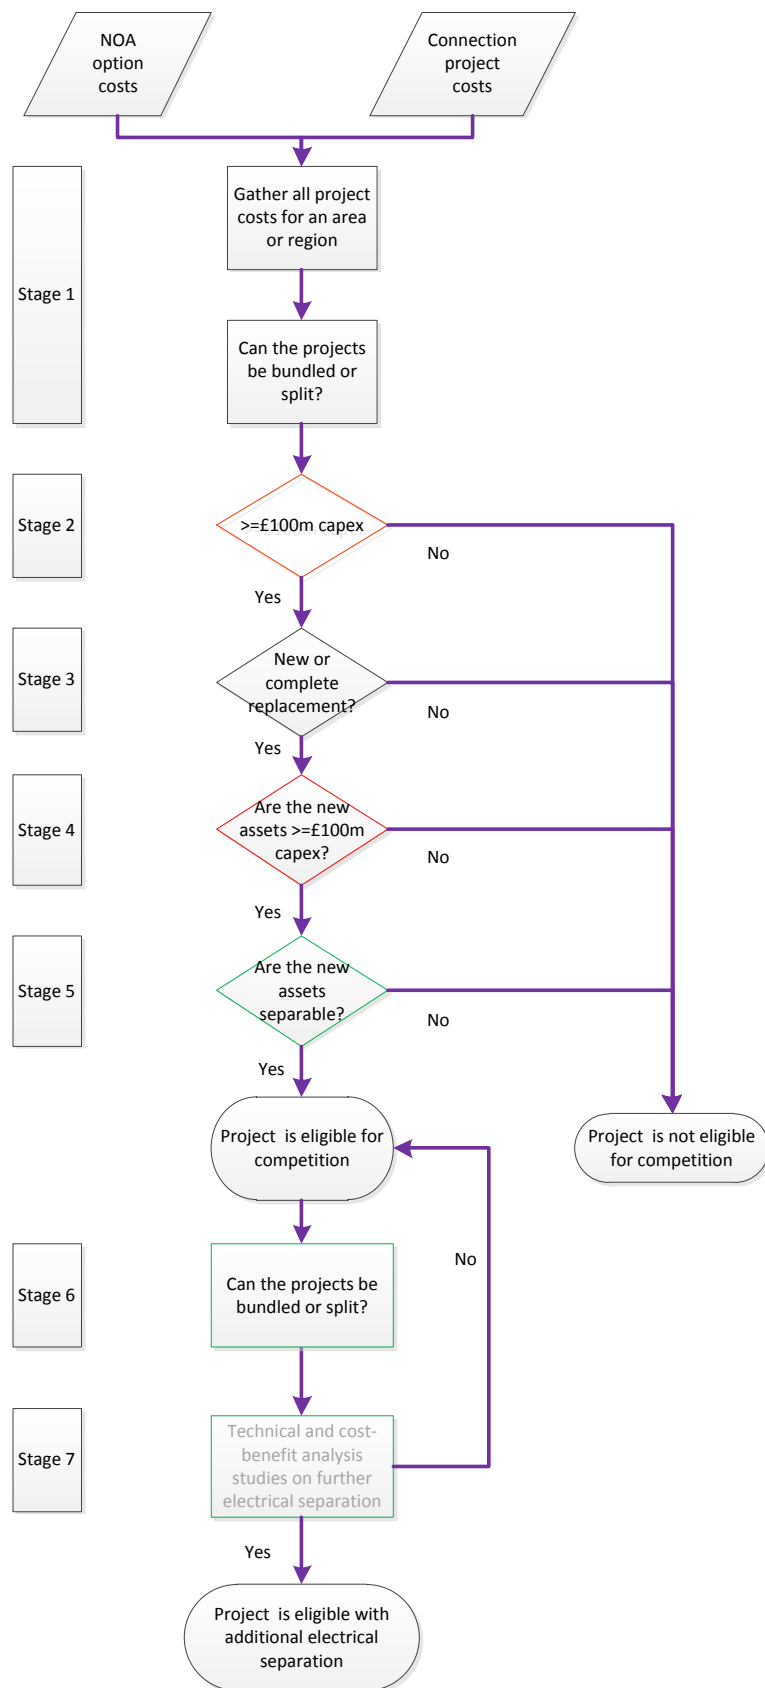 NOA
option
costs
Connection
project
costs
Stage 1
Gather all project
costs for an area
or region
Can the projects
be bundled or
split?
Stage 2
>=£100m capex
No
Yes
Stage 3
New or
complete
replacement?
No
Yes
Stage 4
Are the new
assets >=£100m
capex?
No
Yes
Stage 5
Are the new
assets
separable?
No
Yes
Project is eligible for
competition
Project is not eligible
for competition
Stage 6
Can the projects be
bundled or split?
No
Stage 7
Technical and cost-
benefit analysis
studies on further
electrical separation
Yes
Project is eligible with
additional electrical
separation